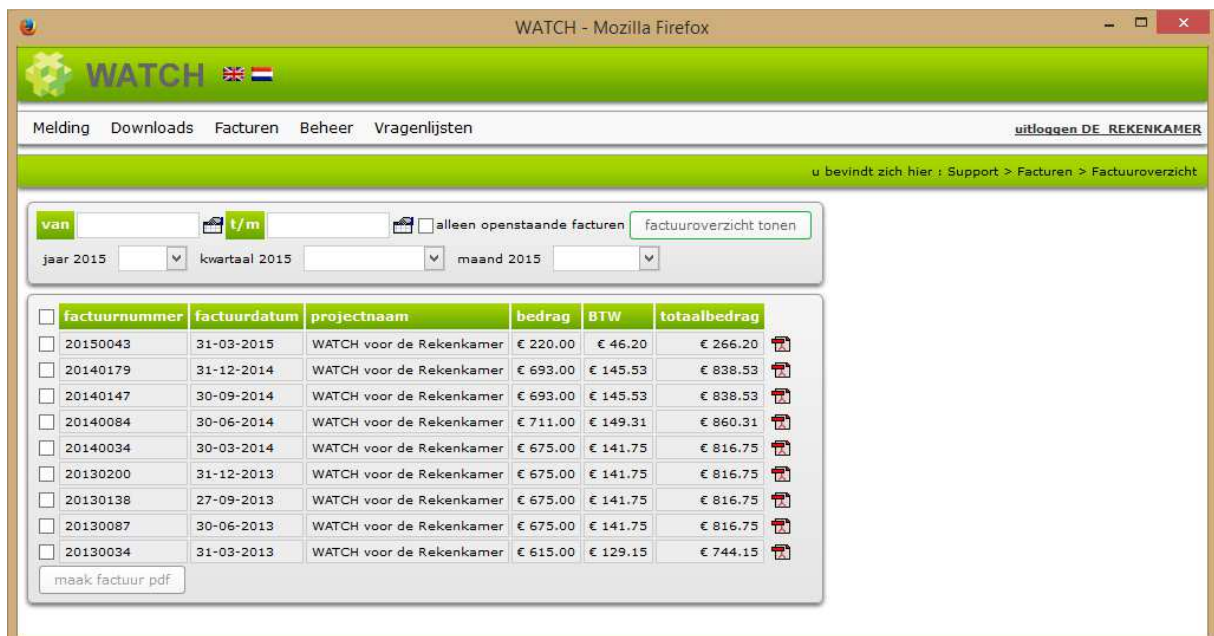 WATCH - Mozilla Firefox
WATCH
Melding Downloads Facturen Beheer Vragenlijsten uitloggen DE_REKENKAMER
u bevindt zich hier : Support > Facturen > Factuuroverzicht
van t/m alleen openstaande facturen factuuroverzicht tonen
jaar 2015 kwartaal 2015 maand 2015
factuurnummer factuurdatum projectnaam bedrag BTW totaalbedrag
20150043 31-03-2015 WATCH voor de Rekenkamer € 220.00 € 46.20 € 266.20
20140179 31-12-2014 WATCH voor de Rekenkamer € 693.00 € 145.53 € 838.53
20140147 30-09-2014 WATCH voor de Rekenkamer € 693.00 € 145.53 € 838.53
20140084 30-06-2014 WATCH voor de Rekenkamer € 711.00 € 149.31 € 860.31
20140034 30-03-2014 WATCH voor de Rekenkamer € 675.00 € 141.75 € 816.75
20130200 31-12-2013 WATCH voor de Rekenkamer € 675.00 € 141.75 € 816.75
20130138 27-09-2013 WATCH voor de Rekenkamer € 675.00 € 141.75 € 816.75
20130087 30-06-2013 WATCH voor de Rekenkamer € 675.00 € 141.75 € 816.75
20130034 31-03-2013 WATCH voor de Rekenkamer € 615.00 € 129.15 € 744.15
maak factuur pdf